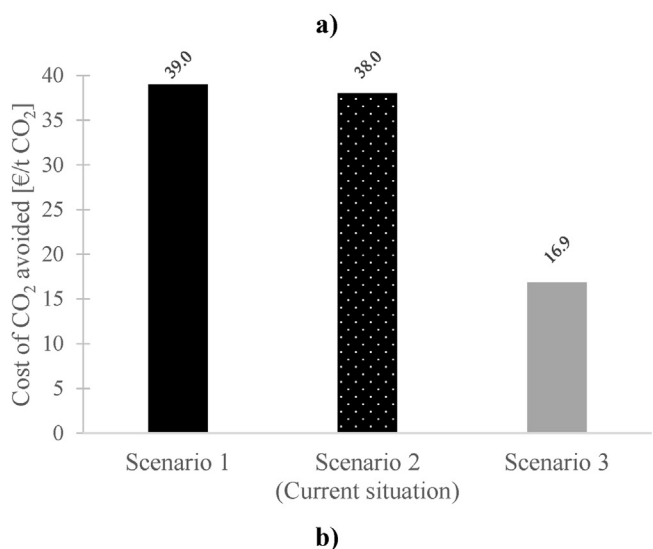 a)
39.0
38.0
16.9
Cost of CO₂ avoided [€/t CO₂]
40
35
30
25
20
15
10
5
0
Scenario 1
Scenario 2
(Current situation)
Scenario 3
b)